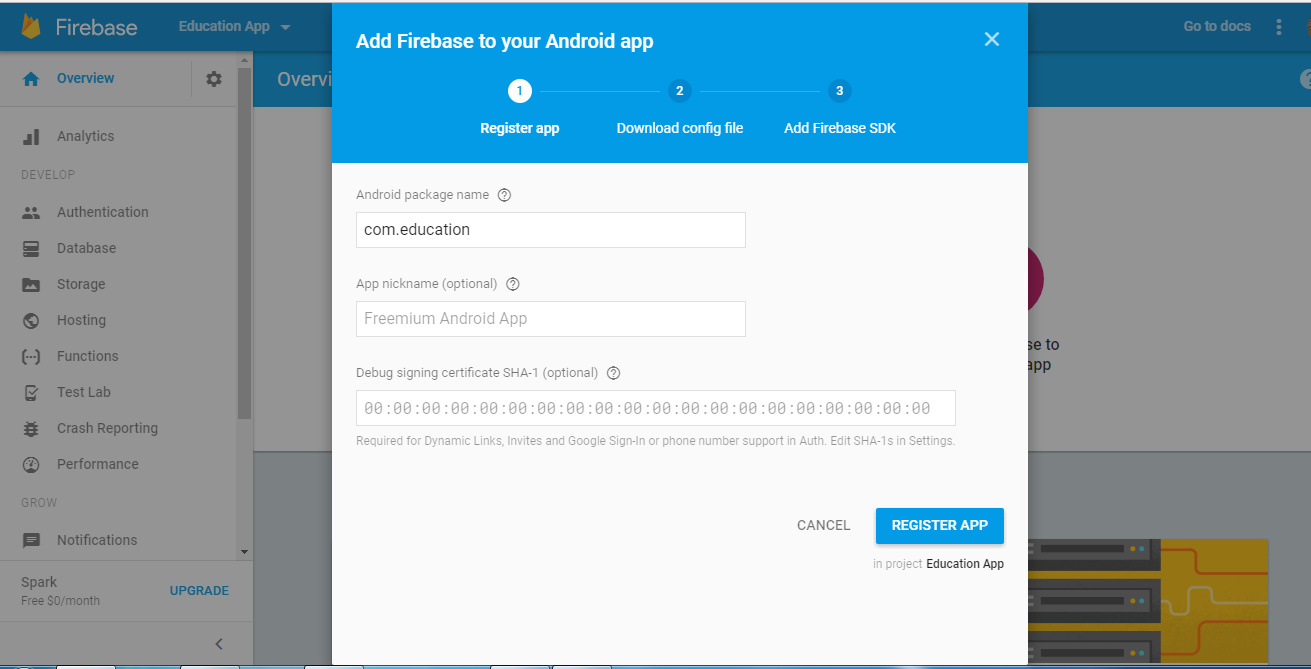 Firebase
Education App
Go to docs
Overview
Analytics
DEVELOP
Authentication
Database
Storage
Hosting
Functions
Test Lab
Crash Reporting
Performance
GROW
Notifications
Spark
Free $0/month
UPGRADE
Overvi
Add Firebase to your Android app
1
2
3
Register app
Download config file
Add Firebase SDK
Android package name
com.education
App nickname (optional)
Freemium Android App
Debug signing certificate SHA-1 (optional)
00:00:00:00:00:00:00:00:00:00:00:00:00:00:00:00:00:00:00:00
Required for Dynamic Links, Invites and Google Sign-In or phone number support in Auth. Edit SHA-1s in Settings.
CANCEL
REGISTER APP
in project Education App
se to
app